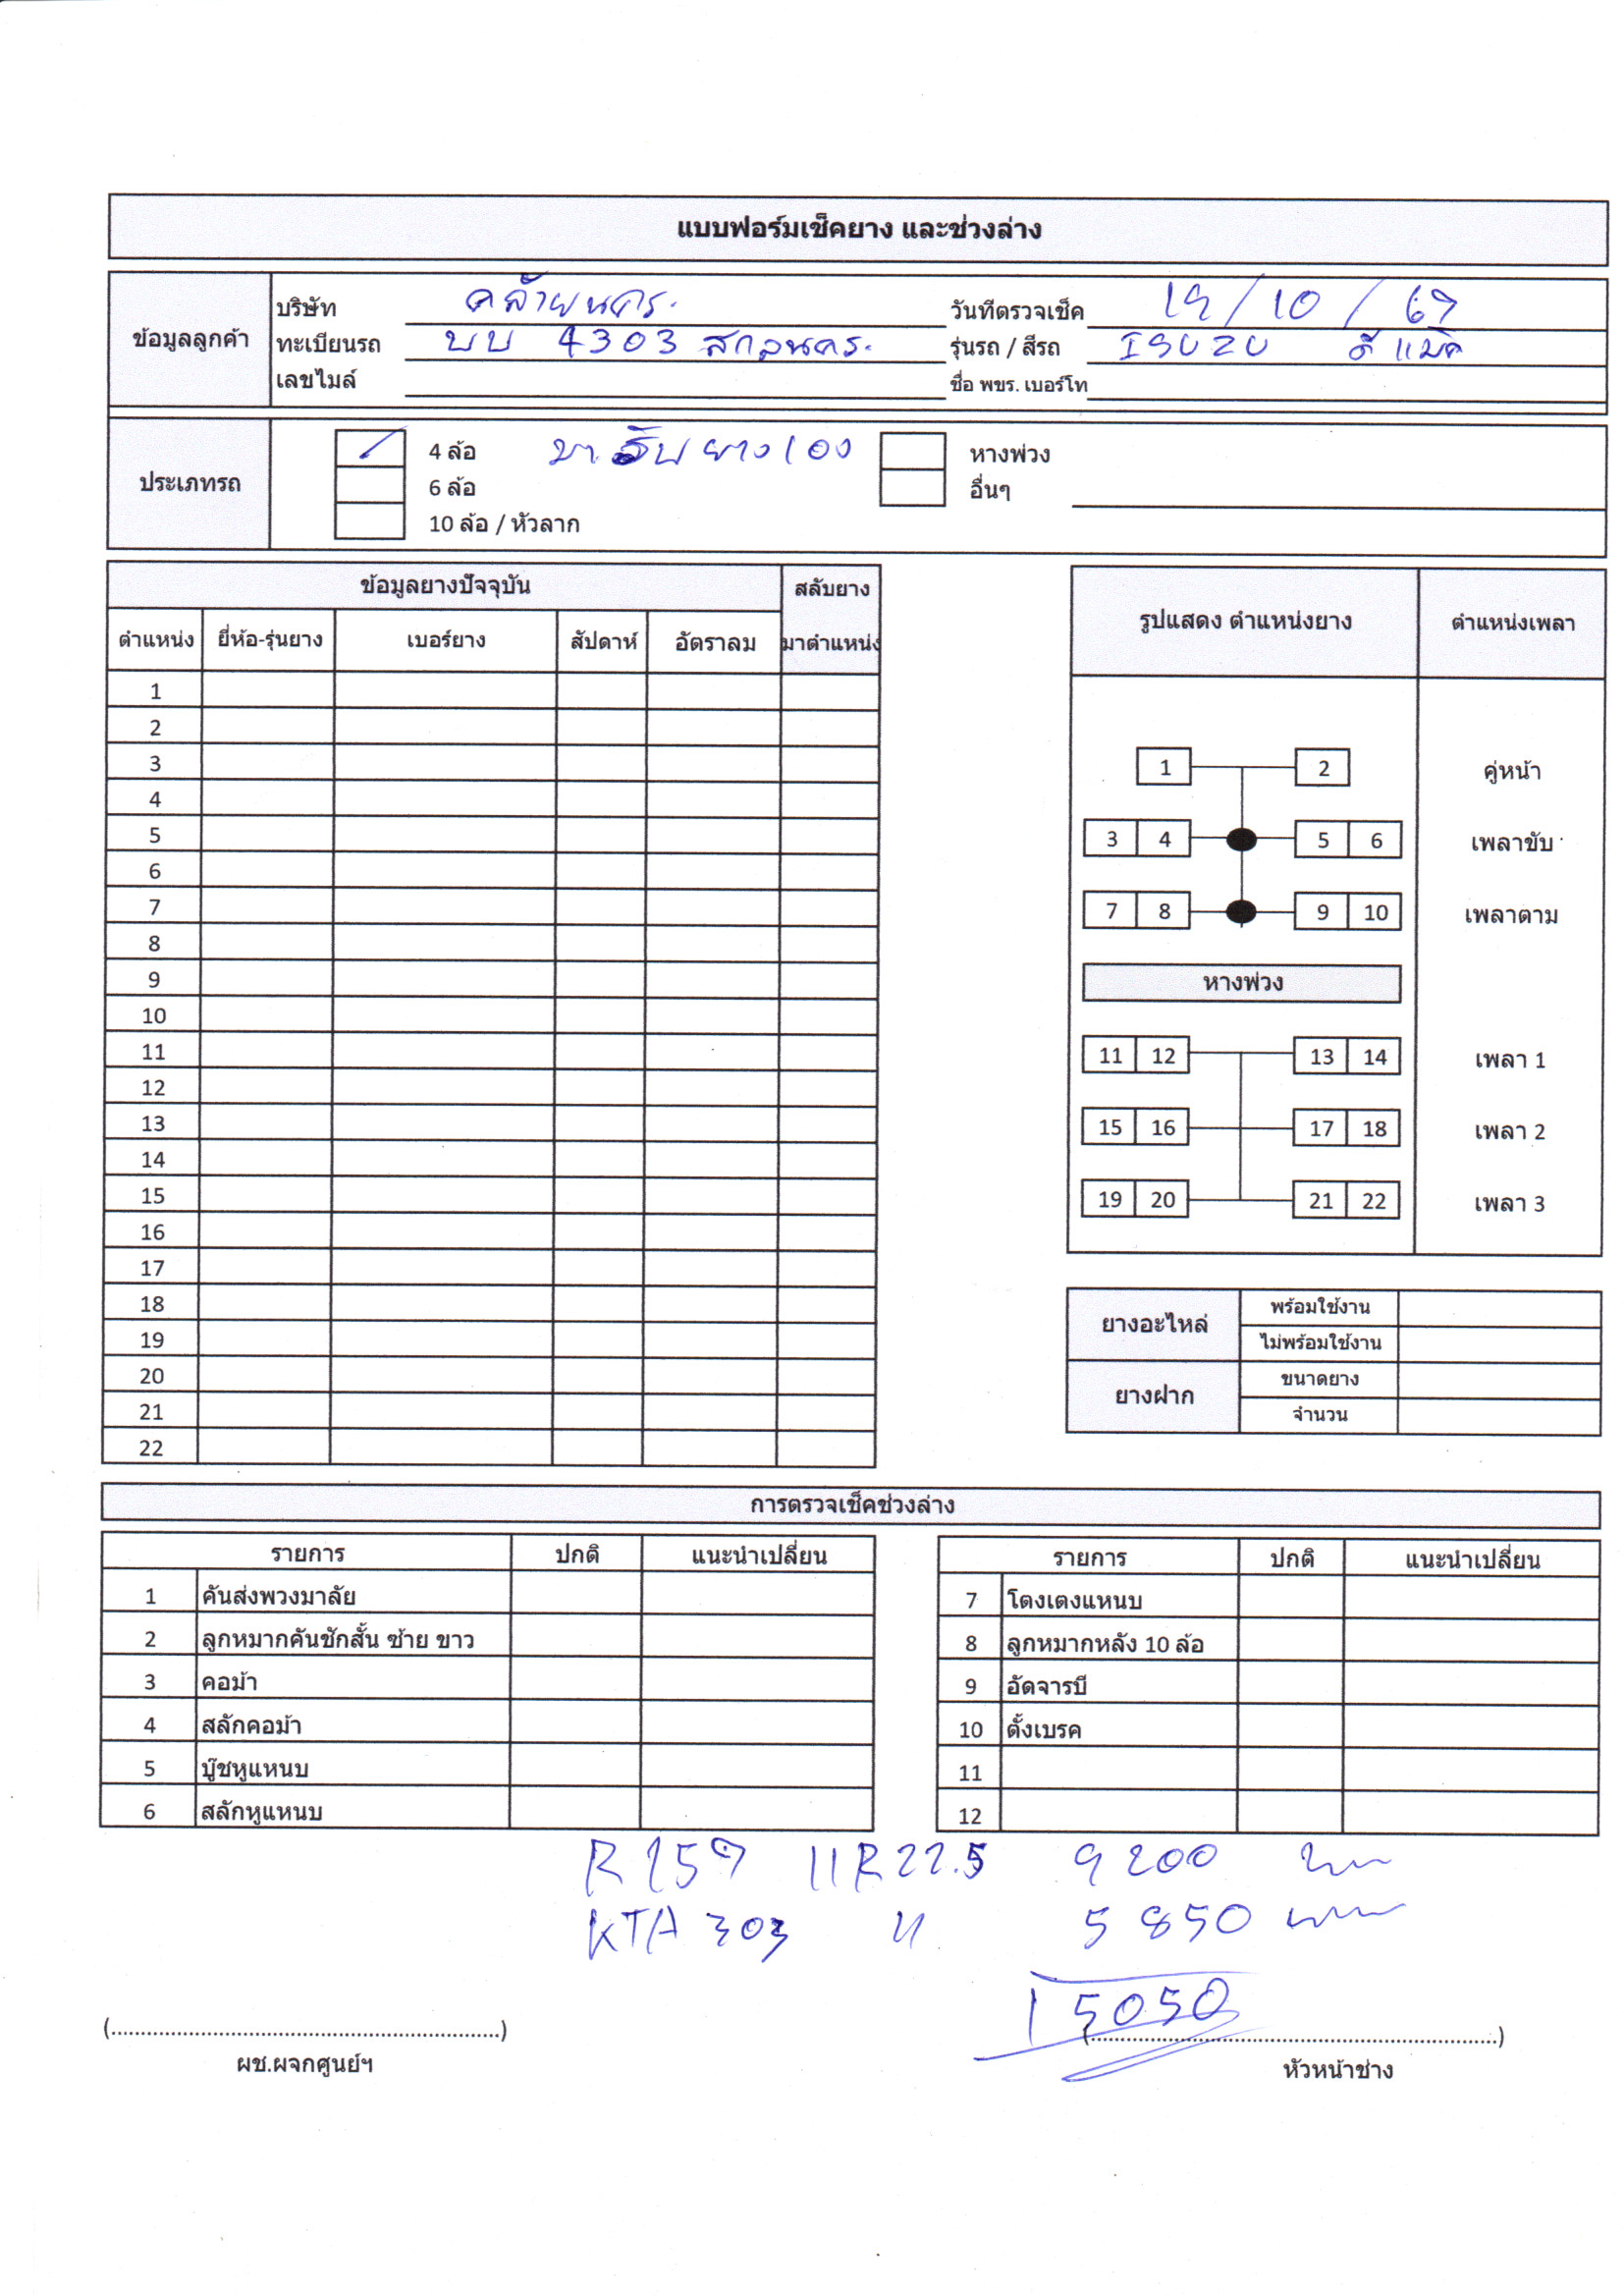 แบบฟอร์มเช็คยาง และช่วงล่าง
ข้อมูลลูกค้า
บริษัท คล้ายนคร. วันที่ตรวจเช็ค 19/10/67
ทะเบียนรถ บบ 4303 สกลนคร. รุ่นรถ / สีรถ ISUZU ดีแมค
เลขไมล์ ชื่อ พขร. เบอร์โท
ประเภทรถ
/ 4 ล้อ มารับยางเอง หางพ่วง
6 ล้อ อื่นๆ
10 ล้อ / หัวลาก
ข้อมูลยางปัจจุบัน สลับยาง
ตำแหน่ง ยี่ห้อ-รุ่นยาง เบอร์ยาง สัปดาห์ อัตราลม มาตำแหน่ง
1
2
3
4
5
6
7
8
9
10
11
12
13
14
15
16
17
18
19
20
21
22
รูปแสดง ตำแหน่งยาง ตำแหน่งเพลา
1 2 คู่หน้า
3 4 5 6 เพลาขับ
7 8 9 10 เพลาตาม
หางพ่วง
11 12 13 14 เพลา 1
15 16 17 18 เพลา 2
19 20 21 22 เพลา 3
ยางอะไหล่ พร้อมใช้งาน
ไม่พร้อมใช้งาน
ยางฝาก ขนาดยาง
จำนวน
การตรวจเช็คช่วงล่าง
รายการ ปกติ แนะนำเปลี่ยน
1 คันส่งพวงมาลัย
2 ลูกหมากคันชักสั้น ซ้าย ขาว
3 คอม้า
4 สลักคอม้า
5 บู๊ชหูแหนบ
6 สลักหูแหนบ
รายการ ปกติ แนะนำเปลี่ยน
7 โตงเตงแหนบ
8 ลูกหมากหลัง 10 ล้อ
9 อัดจารบี
10 ตั้งเบรค
11
12
R157 11R22.5 9200
KTA303 " 5850
15050
(..................................................................)
ผช.ผจกศูนย์ฯ
(..................................................................)
หัวหน้าช่าง